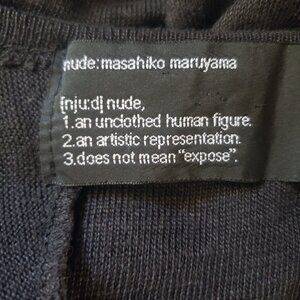 nude:masahiko maruyama
[nju:d] nude,
1.an unclothed human figure.
2.an artistic representation.
3.does not mean "expose".